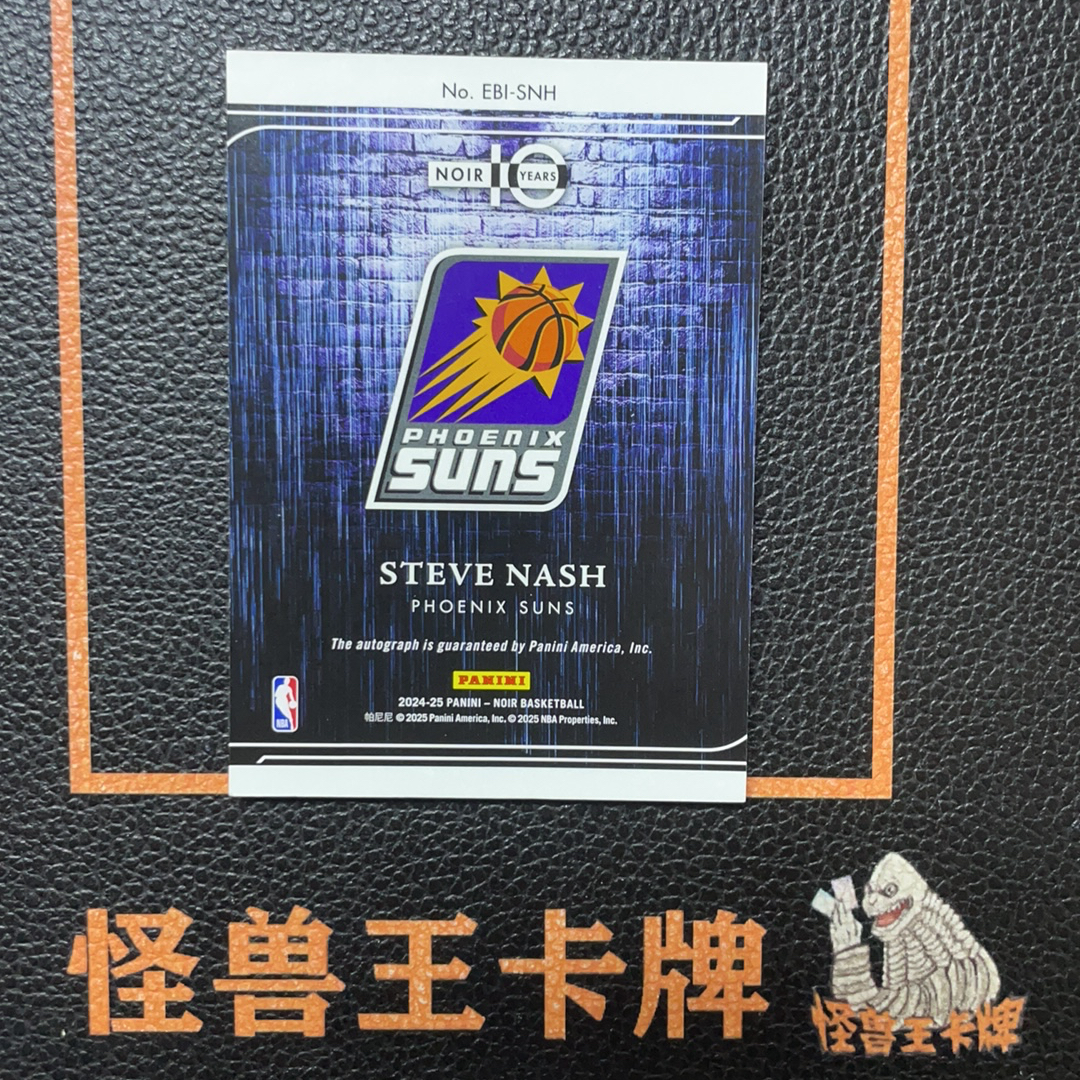 No. EBI-SNH
NOIR 10 YEARS
PHOENIX
SUNS
STEVE NASH
PHOENIX SUNS
The autograph is guaranteed by Panini America, Inc.
PANINI
NBA
2024-25 PANINI – NOIR BASKETBALL
帕尼尼 © 2025 Panini America, Inc. © 2025 NBA Properties, Inc.
怪兽王卡牌
怪兽王卡牌